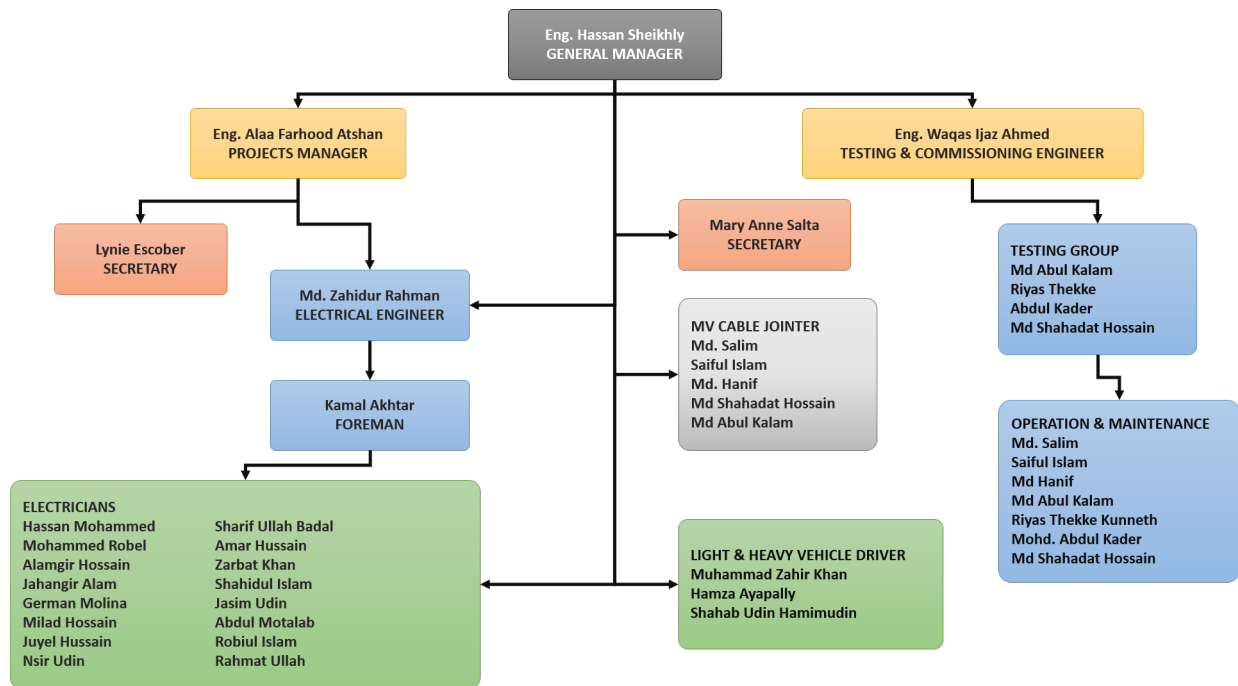 Eng. Hassan Sheikhly
GENERAL MANAGER
Eng. Alaa Farhood Atshan
PROJECTS MANAGER
Eng. Waqas Ijaz Ahmed
TESTING & COMMISSIONING ENGINEER
Lynie Escober
SECRETARY
Mary Anne Salta
SECRETARY
Md. Zahidur Rahman
ELECTRICAL ENGINEER
TESTING GROUP
Md Abul Kalam
Riyas Thekke
Abdul Kader
Md Shahadat Hossain
MV CABLE JOINTER
Md. Salim
Saiful Islam
Md. Hanif
Md Shahadat Hossain
Md Abul Kalam
Kamal Akhtar
FOREMAN
OPERATION & MAINTENANCE
Md. Salim
Saiful Islam
Md Hanif
Md Abul Kalam
Riyas Thekke Kunneth
Mohd. Abdul Kader
Md Shahadat Hossain
ELECTRICIANS
Hassan Mohammed
Mohammed Robel
Alamgir Hossain
Jahangir Alam
German Molina
Milad Hossain
Juyel Hussain
Nsir Udin
Sharif Ullah Badal
Amar Hussain
Zarbat Khan
Shahidul Islam
Jasim Udin
Abdul Motalab
Robiul Islam
Rahmat Ullah
LIGHT & HEAVY VEHICLE DRIVER
Muhammad Zahir Khan
Hamza Ayapally
Shahab Udin Hamimudin